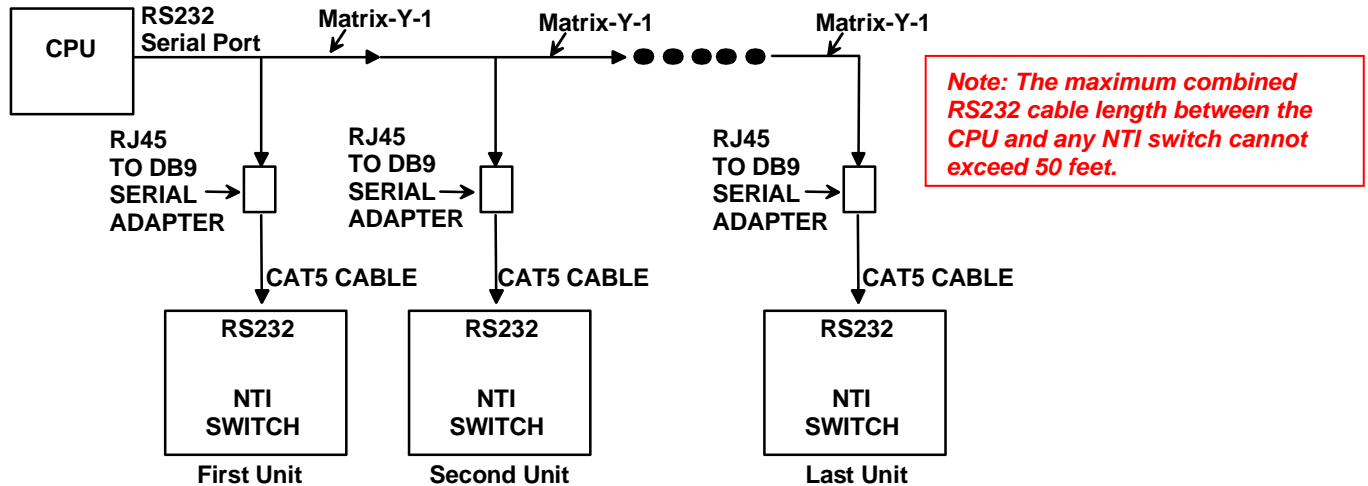 CPU
RS232
Serial Port
Matrix-Y-1
Matrix-Y-1
Matrix-Y-1
Note: The maximum combined
RS232 cable length between the
CPU and any NTI switch cannot
exceed 50 feet.
RJ45
TO DB9
SERIAL
ADAPTER
RJ45
TO DB9
SERIAL
ADAPTER
RJ45
TO DB9
SERIAL
ADAPTER
CAT5 CABLE
CAT5 CABLE
CAT5 CABLE
RS232
NTI
SWITCH
First Unit
RS232
NTI
SWITCH
Second Unit
RS232
NTI
SWITCH
Last Unit